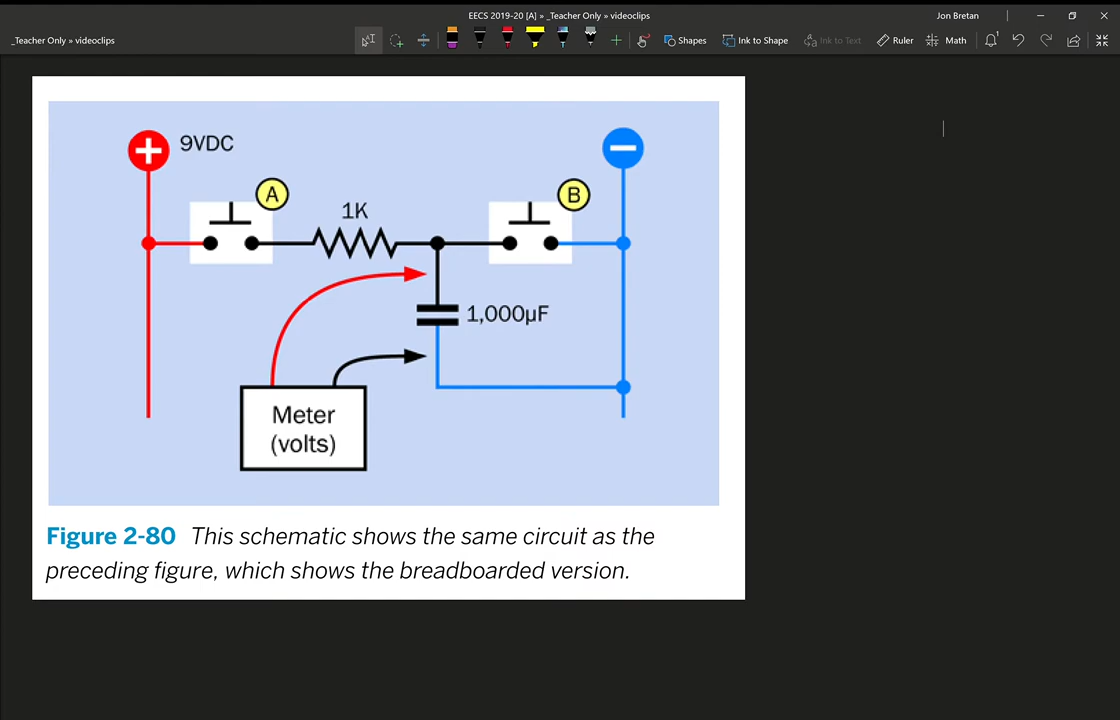 EECS 2019-20 [A] » _Teacher Only » videoclips
Jon Bretan
_Teacher Only » videoclips
Shapes
Ink to Shape
Ink to Text
Ruler
Math
9VDC
A
1K
B
1,000µF
Meter
(volts)
Figure 2-80 This schematic shows the same circuit as the
preceding figure, which shows the breadboarded version.